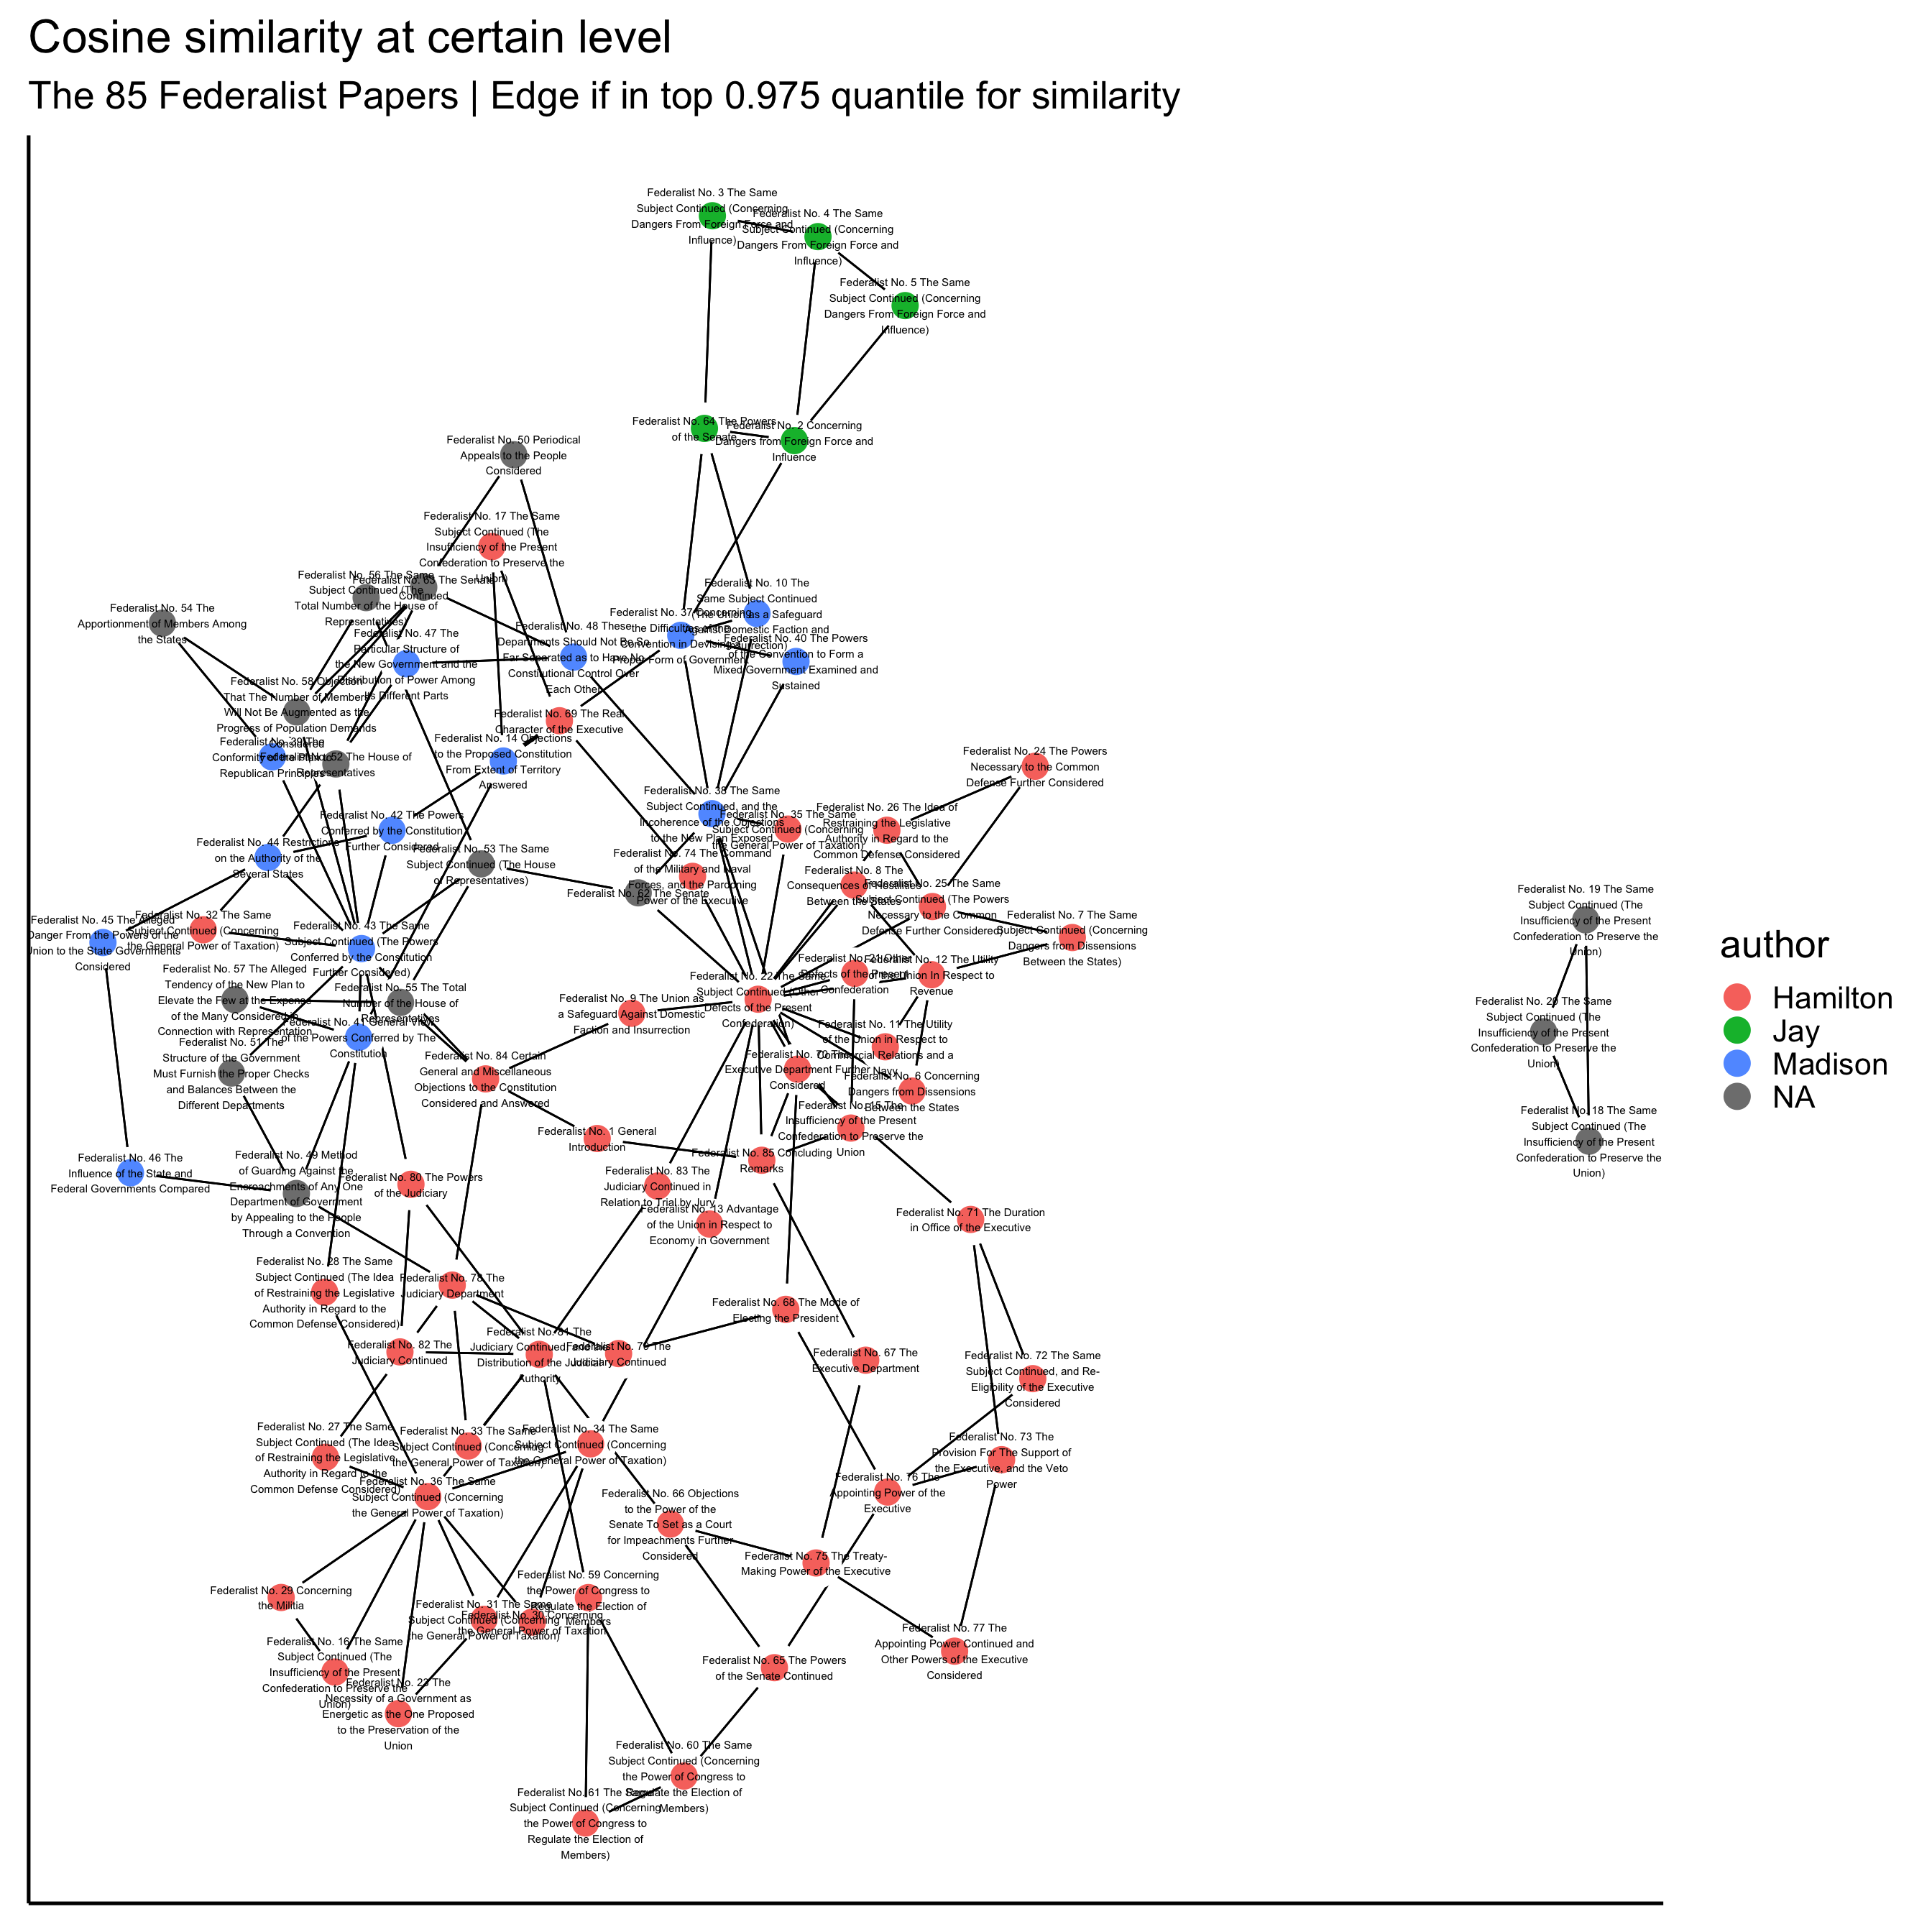 Cosine similarity at certain level
The 85 Federalist Papers | Edge if in top 0.975 quantile for similarity
Federalist No. 3 The Same
Subject Continued (Concerning
Dangers From Foreign Force and
Influence)
Federalist No. 4 The Same
Subject Continued (Concerning
Dangers From Foreign Force and
Influence)
Federalist No. 5 The Same
Subject Continued (Concerning
Dangers From Foreign Force and
Influence)
Federalist No. 64 The Powers
of the Senate
Federalist No. 2 Concerning
Dangers from Foreign Force and
Influence
Federalist No. 50 Periodical
Appeals to the People
Considered
Federalist No. 17 The Same
Subject Continued (The
Insufficiency of the Present
Confederation to Preserve the
Union)
Federalist No. 56 The Same
Subject Continued (The
Total Number of the House of
Representatives)
Federalist No. 63 The Senate
Continued
Federalist No. 54 The
Apportionment of Members Among
the States
Federalist No. 47 The
Particular Structure of
the New Government and the
Distribution of Power Among
Its Different Parts
Federalist No. 48 These
Departments Should Not Be So
Far Separated as to Have No
Constitutional Control Over
Each Other
Federalist No. 10 The
Same Subject Continued
(The Union as a Safeguard
Against Domestic Faction and
Insurrection)
Federalist No. 37 Concerning
the Difficulties of the
Convention in Devising a
Proper Form of Government
Federalist No. 40 The Powers
of the Convention to Form a
Mixed Government Examined and
Sustained
Federalist No. 58 Objection
That The Number of Members
Will Not Be Augmented as the
Progress of Population Demands
Considered
Federalist No. 39 The
Conformity of the Plan to
Republican Principles
Federalist No. 52 The House of
Representatives
Federalist No. 69 The Real
Character of the Executive
Federalist No. 14 Objections
to the Proposed Constitution
From Extent of Territory
Answered
Federalist No. 24 The Powers
Necessary to the Common
Defense Further Considered
Federalist No. 38 The Same
Subject Continued, and the
Incoherence of the Objections
to the New Plan Exposed
Federalist No. 35 The Same
Subject Continued (Concerning
the General Power of Taxation)
Federalist No. 26 The Idea of
Restraining the Legislative
Authority in Regard to the
Common Defense Considered
Federalist No. 42 The Powers
Conferred by the Constitution
Further Considered
Federalist No. 44 Restrictions
on the Authority of the
Several States
Federalist No. 53 The Same
Subject Continued (The House
of Representatives)
Federalist No. 74 The Command
of the Military and Naval
Forces, and the Pardoning
Power of the Executive
Federalist No. 62 The Senate
Federalist No. 8 The
Consequences of Hostilities
Between the States
Federalist No. 25 The Same
Subject Continued (The Powers
Necessary to the Common
Defense Further Considered)
Federalist No. 7 The Same
Subject Continued (Concerning
Dangers from Dissensions
Between the States)
Federalist No. 19 The Same
Subject Continued (The
Insufficiency of the Present
Confederation to Preserve the
Union)
Federalist No. 45 The Alleged
Danger From the Powers of the
Union to the State Governments
Considered
Federalist No. 32 The Same
Subject Continued (Concerning
the General Power of Taxation)
Federalist No. 43 The Same
Subject Continued (The Powers
Conferred by the Constitution
Further Considered)
Federalist No. 21 Other
Defects of the Present
Confederation
Federalist No. 12 The Utility
of the Union In Respect to
Revenue
Federalist No. 22 The Same
Subject Continued (Other
Defects of the Present
Confederation)
Federalist No. 57 The Alleged
Tendency of the New Plan to
Elevate the Few at the Expense
of the Many Considered in
Connection with Representation
Federalist No. 55 The Total
Number of the House of
Representatives
Federalist No. 9 The Union as
a Safeguard Against Domestic
Faction and Insurrection
Federalist No. 41 General View
of the Powers Conferred by The
Constitution
Federalist No. 11 The Utility
of the Union in Respect to
Commercial Relations and a
Navy
Federalist No. 20 The Same
Subject Continued (The
Insufficiency of the Present
Confederation to Preserve the
Union)
Federalist No. 51 The
Structure of the Government
Must Furnish the Proper Checks
and Balances Between the
Different Departments
Federalist No. 84 Certain
General and Miscellaneous
Objections to the Constitution
Considered and Answered
Federalist No. 70 The
Executive Department Further
Considered
Federalist No. 6 Concerning
Dangers from Dissensions
Between the States
Federalist No. 15 The
Insufficiency of the Present
Confederation to Preserve the
Union
Federalist No. 18 The Same
Subject Continued (The
Insufficiency of the Present
Confederation to Preserve the
Union)
Federalist No. 1 General
Introduction
Federalist No. 85 Concluding
Remarks
Federalist No. 46 The
Influence of the State and
Federal Governments Compared
Federalist No. 49 Method
of Guarding Against the
Encroachments of Any One
Department of Government
by Appealing to the People
Through a Convention
Federalist No. 80 The Powers
of the Judiciary
Federalist No. 83 The
Judiciary Continued in
Relation to Trial by Jury
Federalist No. 13 Advantage
of the Union in Respect to
Economy in Government
Federalist No. 71 The Duration
in Office of the Executive
Federalist No. 28 The Same
Subject Continued (The Idea
of Restraining the Legislative
Authority in Regard to the
Common Defense Considered)
Federalist No. 78 The
Judiciary Department
Federalist No. 68 The Mode of
Electing the President
Federalist No. 82 The
Judiciary Continued
Federalist No. 81 The
Judiciary Continued, and the
Distribution of the Judicial
Authority
Federalist No. 79 The
Judiciary Continued
Federalist No. 67 The
Executive Department
Federalist No. 72 The Same
Subject Continued, and Re-
Eligibility of the Executive
Considered
Federalist No. 27 The Same
Subject Continued (The Idea
of Restraining the Legislative
Authority in Regard to the
Common Defense Considered)
Federalist No. 33 The Same
Subject Continued (Concerning
the General Power of Taxation)
Federalist No. 34 The Same
Subject Continued (Concerning
the General Power of Taxation)
Federalist No. 73 The
Provision For The Support of
the Executive, and the Veto
Power
Federalist No. 36 The Same
Subject Continued (Concerning
the General Power of Taxation)
Federalist No. 76 The
Appointing Power of the
Executive
Federalist No. 66 Objections
to the Power of the
Senate To Set as a Court
for Impeachments Further
Considered
Federalist No. 75 The Treaty-
Making Power of the Executive
Federalist No. 29 Concerning
the Militia
Federalist No. 59 Concerning
the Power of Congress to
Regulate the Election of
Members
Federalist No. 31 The Same
Subject Continued (Concerning
the General Power of Taxation)
Federalist No. 30 Concerning
the General Power of Taxation
Federalist No. 16 The Same
Subject Continued (The
Insufficiency of the Present
Confederation to Preserve the
Union)
Federalist No. 23 The
Necessity of a Government as
Energetic as the One Proposed
to the Preservation of the
Union
Federalist No. 65 The Powers
of the Senate Continued
Federalist No. 77 The
Appointing Power Continued and
Other Powers of the Executive
Considered
Federalist No. 60 The Same
Subject Continued (Concerning
the Power of Congress to
Regulate the Election of
Members)
Federalist No. 61 The Same
Subject Continued (Concerning
the Power of Congress to
Regulate the Election of
Members)
author
Hamilton
Jay
Madison
NA